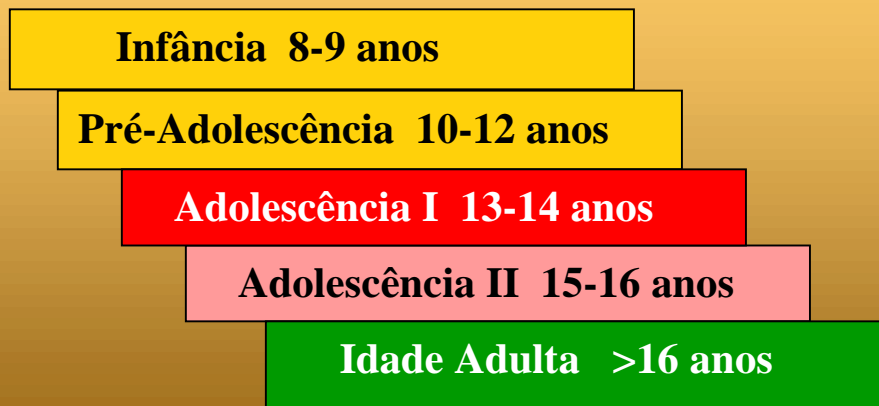 Infância 8-9 anos
Pré-Adolescência 10-12 anos
Adolescência I 13-14 anos
Adolescência II 15-16 anos
Idade Adulta >16 anos